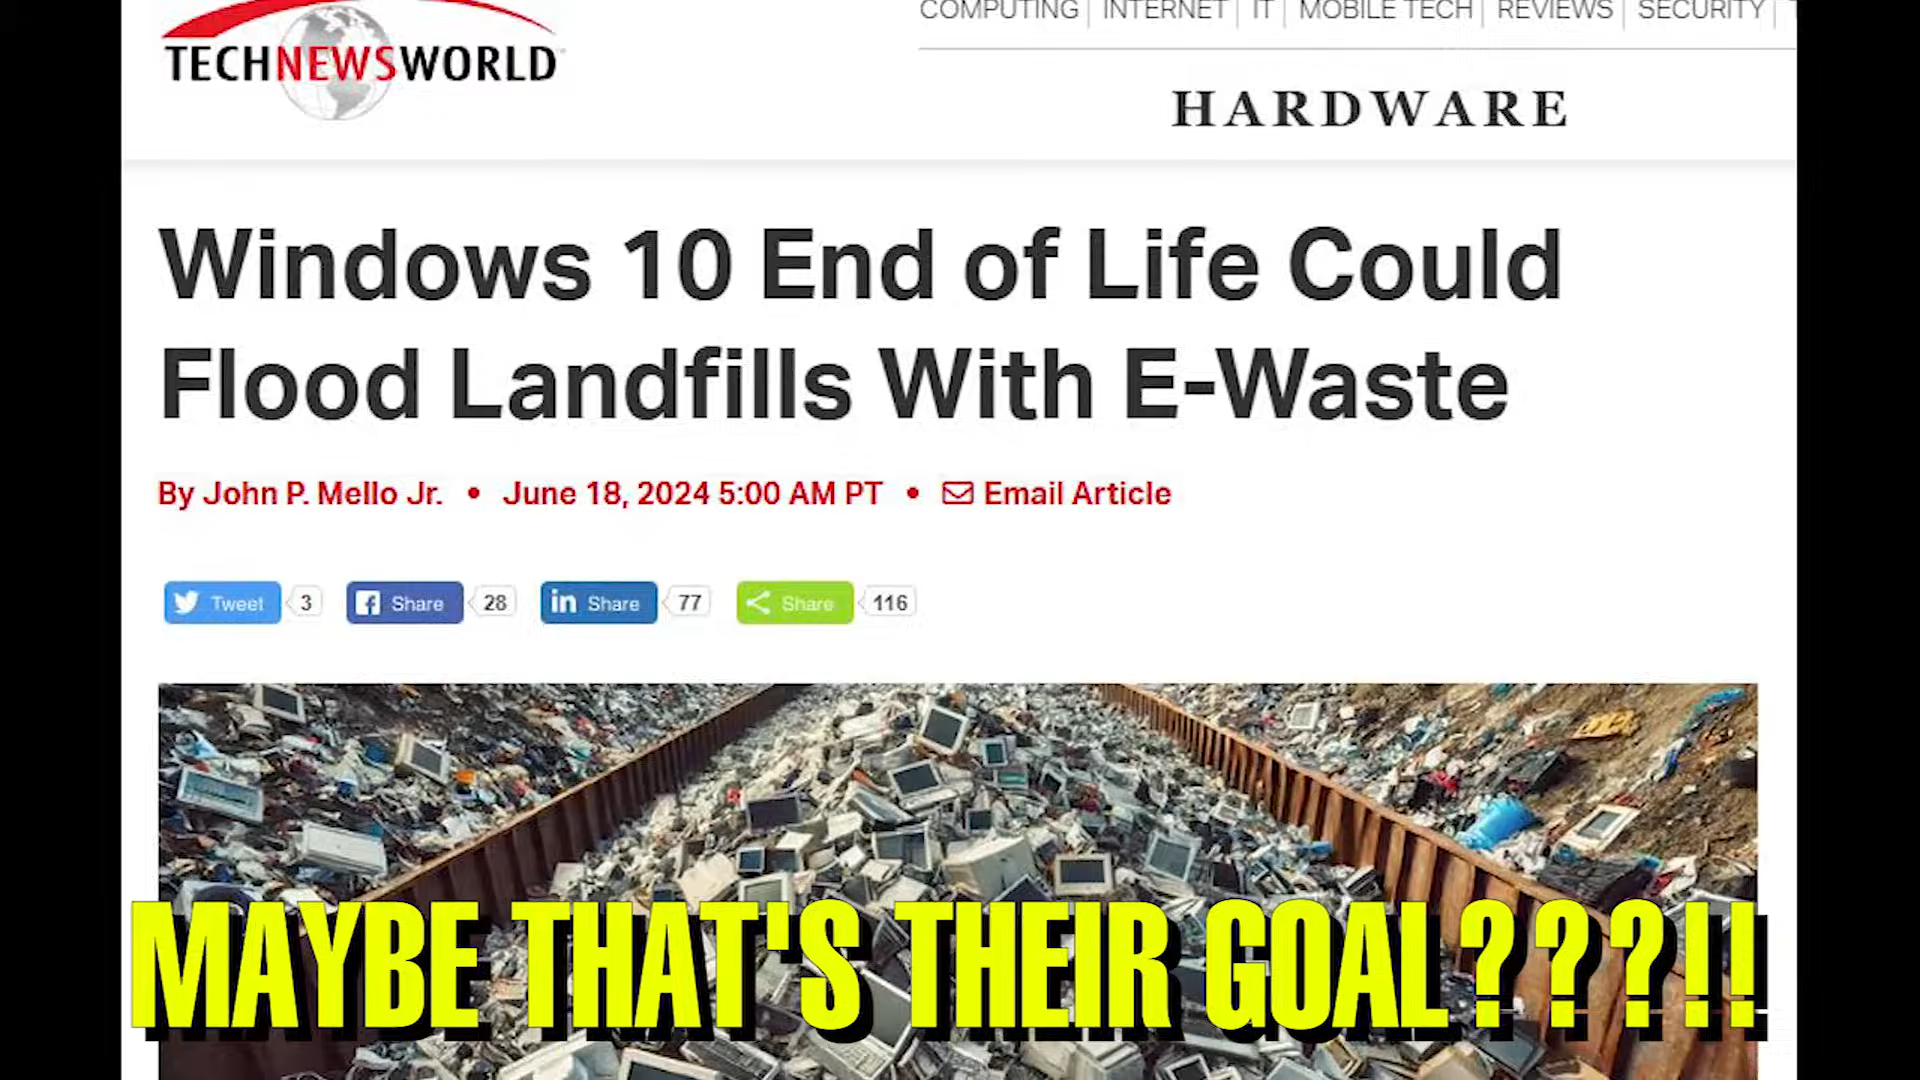 COMPUTING | INTERNET | IT | MOBILE TECH | REVIEWS | SECURITY |
TECHNEWSWORLD
HARDWARE
Windows 10 End of Life Could
Flood Landfills With E-Waste
By John P. Mello Jr. • June 18, 2024 5:00 AM PT • Email Article
Tweet 3 Share 28 in Share 77 Share 116
MAYBE THAT'S THEIR GOAL???!!